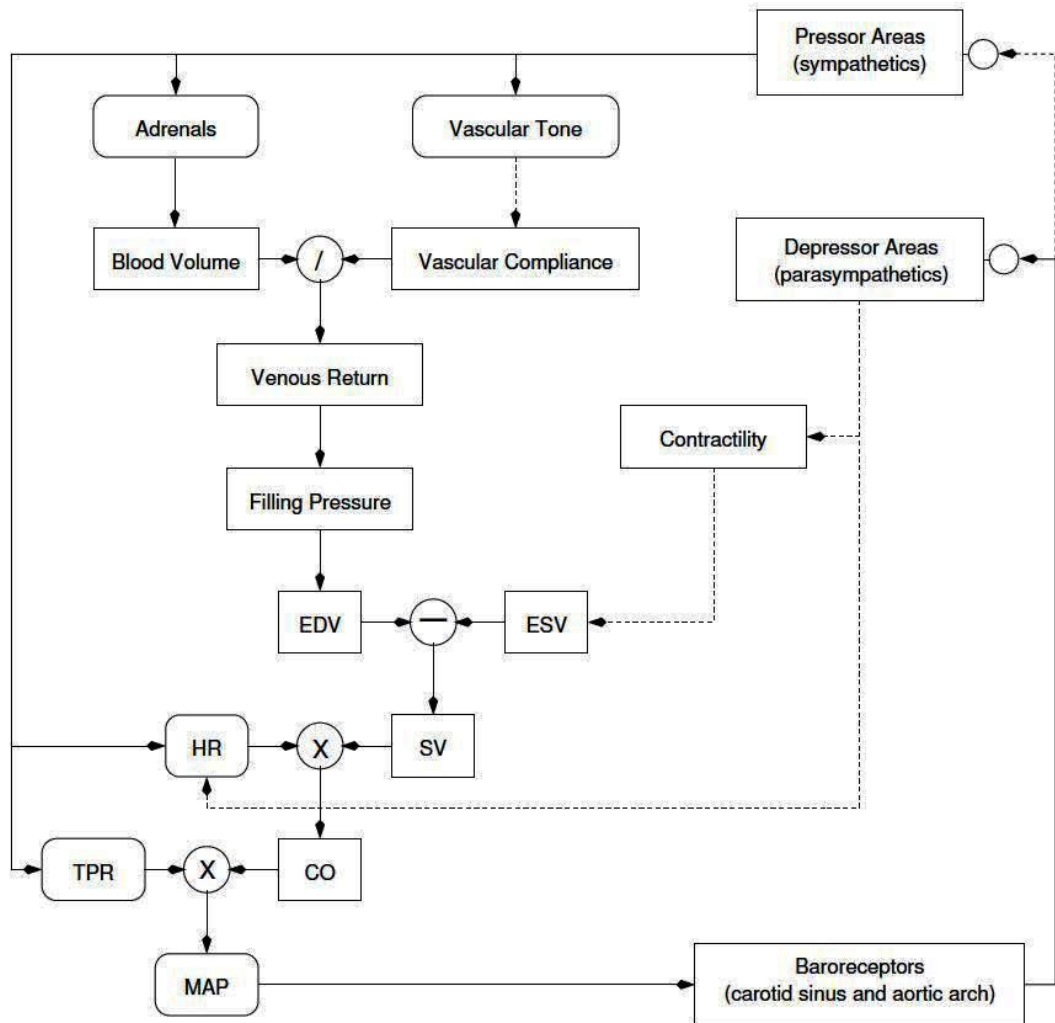 Pressor Areas
(sympathetics)
Adrenals
Vascular Tone
Blood Volume
/
Vascular Compliance
Depressor Areas
(parasympathetics)
Venous Return
Contractility
Filling Pressure
EDV
—
ESV
HR
X
SV
TPR
X
CO
MAP
Baroreceptors
(carotid sinus and aortic arch)